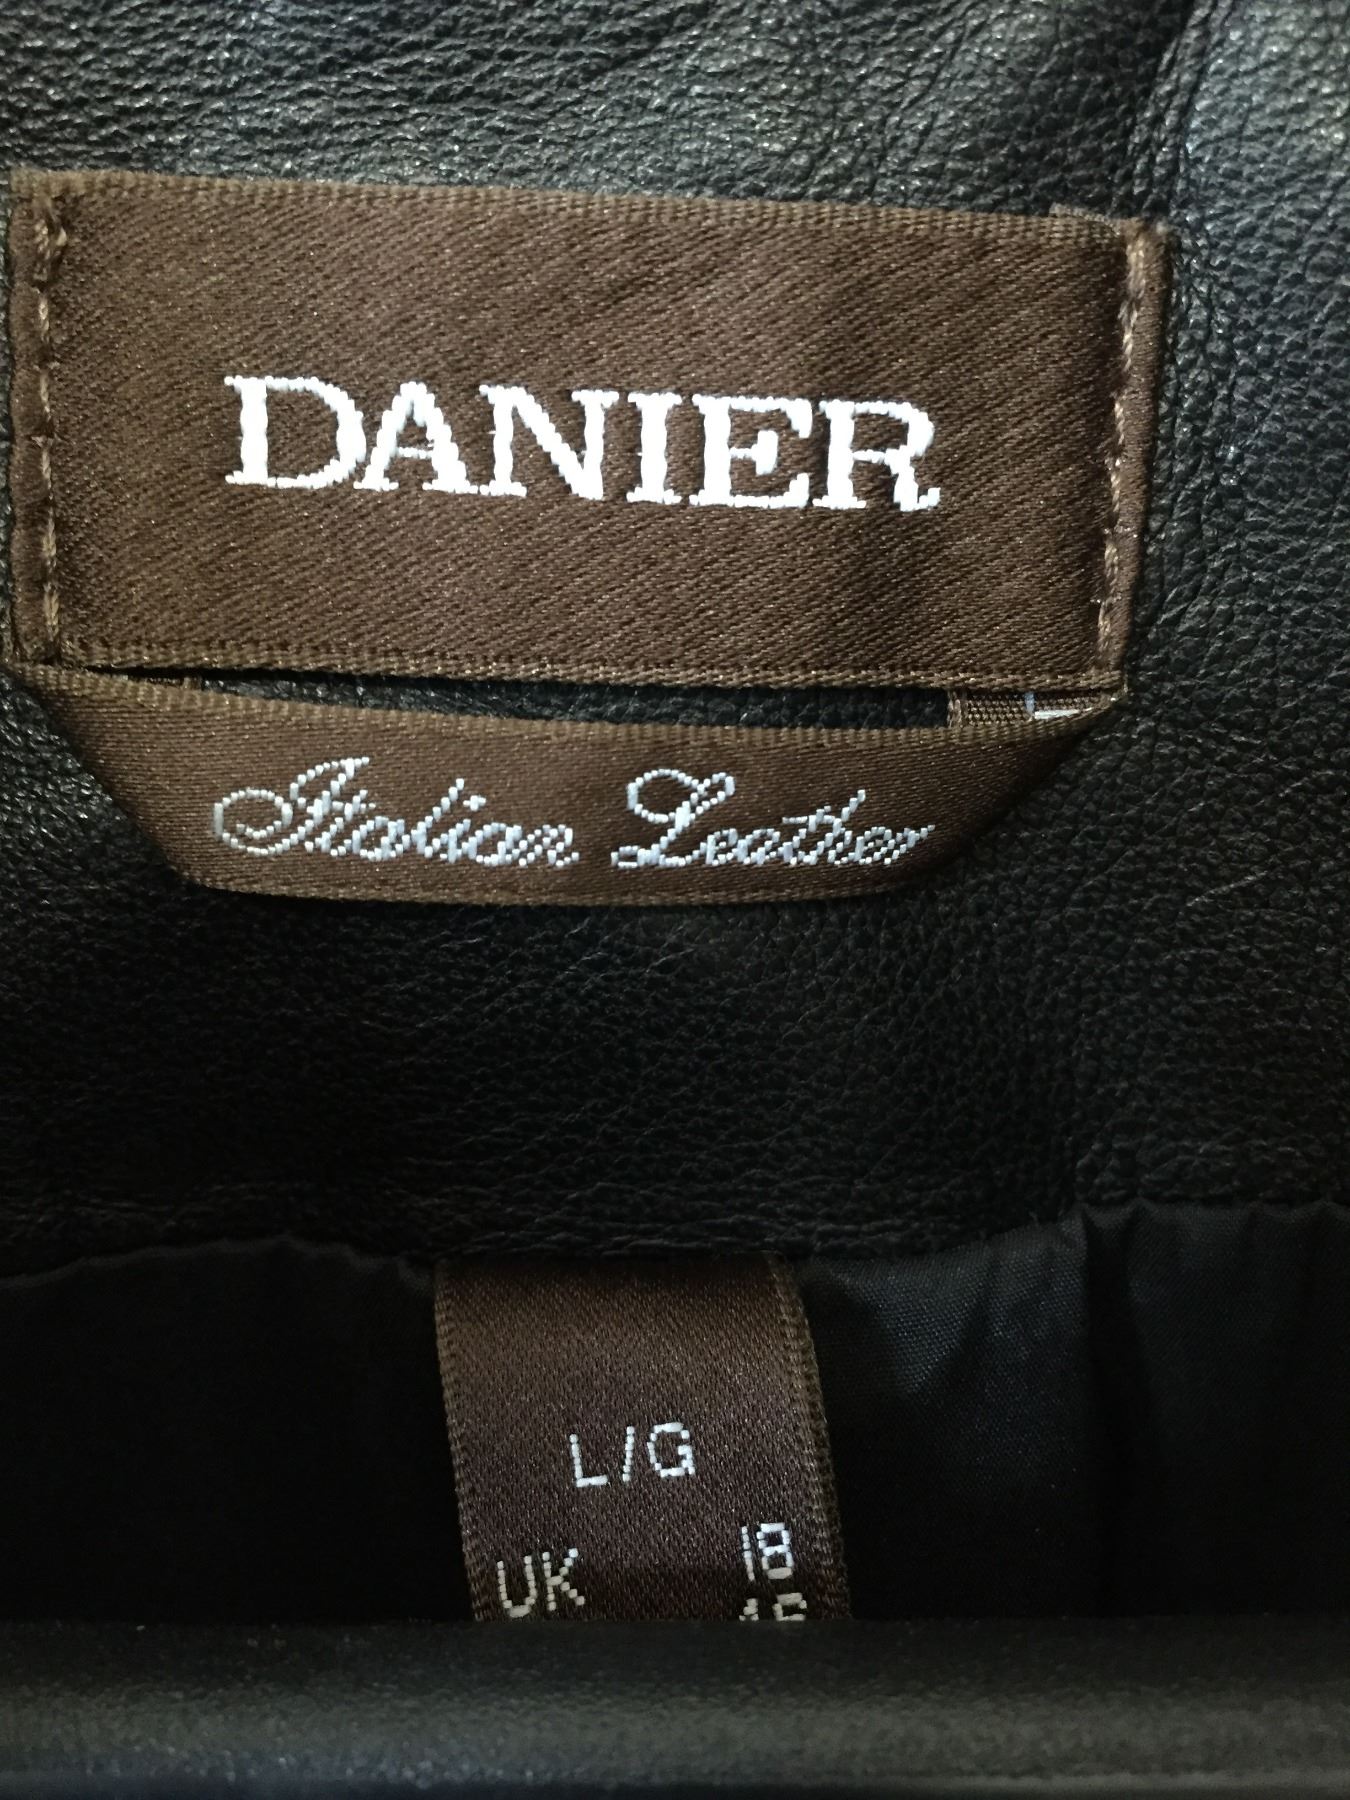 DANIER
Italian Leather
L/G
UK 18